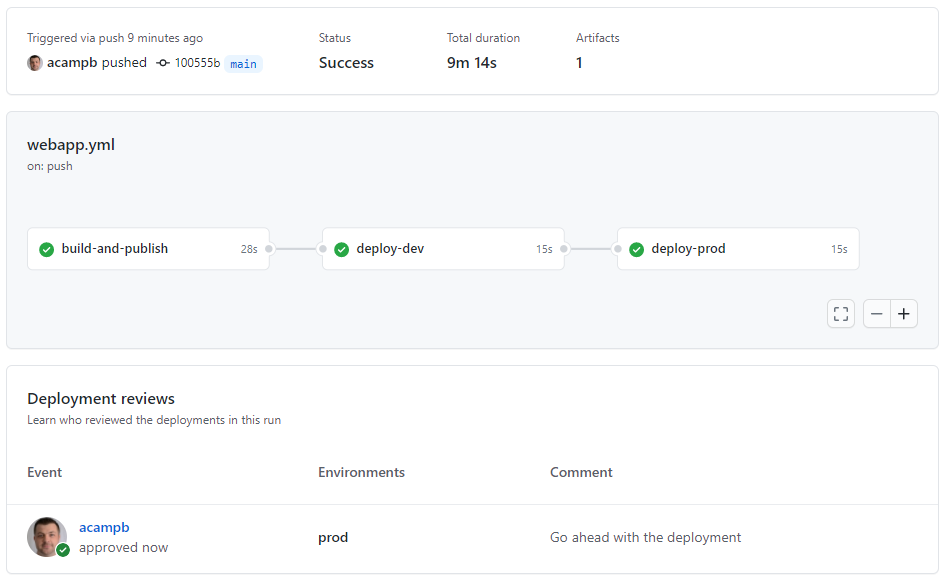 Triggered via push 9 minutes ago
acampb pushed 100555b main
Status
Success
Total duration
9m 14s
Artifacts
1
webapp.yml
on: push
build-and-publish 28s
deploy-dev 15s
deploy-prod 15s
Deployment reviews
Learn who reviewed the deployments in this run
Event Environments Comment
acampb
approved now
prod
Go ahead with the deployment